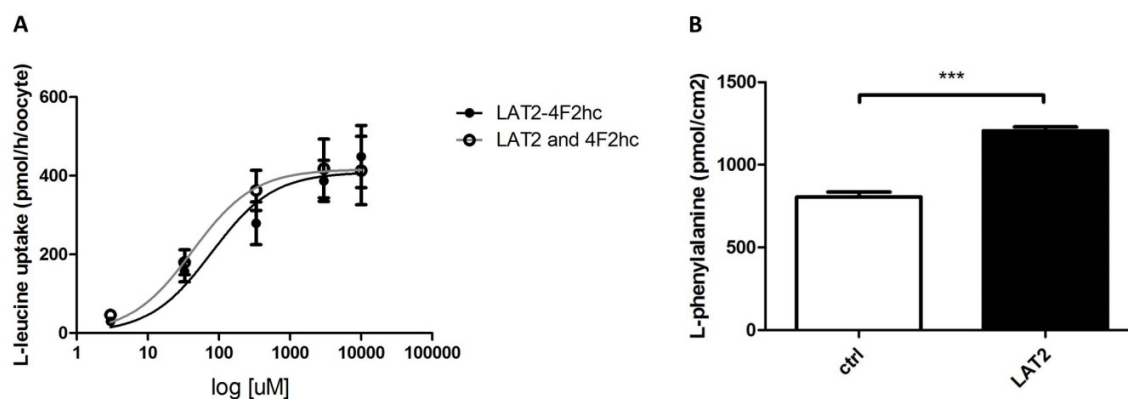 A
L-leucine uptake (pmol/h/oocyte)
600
400
200
0
1
10
100
1000
10000
100000
log [uM]
LAT2-4F2hc
LAT2 and 4F2hc
B
L-phenylalanine (pmol/cm2)
1500
1000
500
0
***
ctrl
LAT2